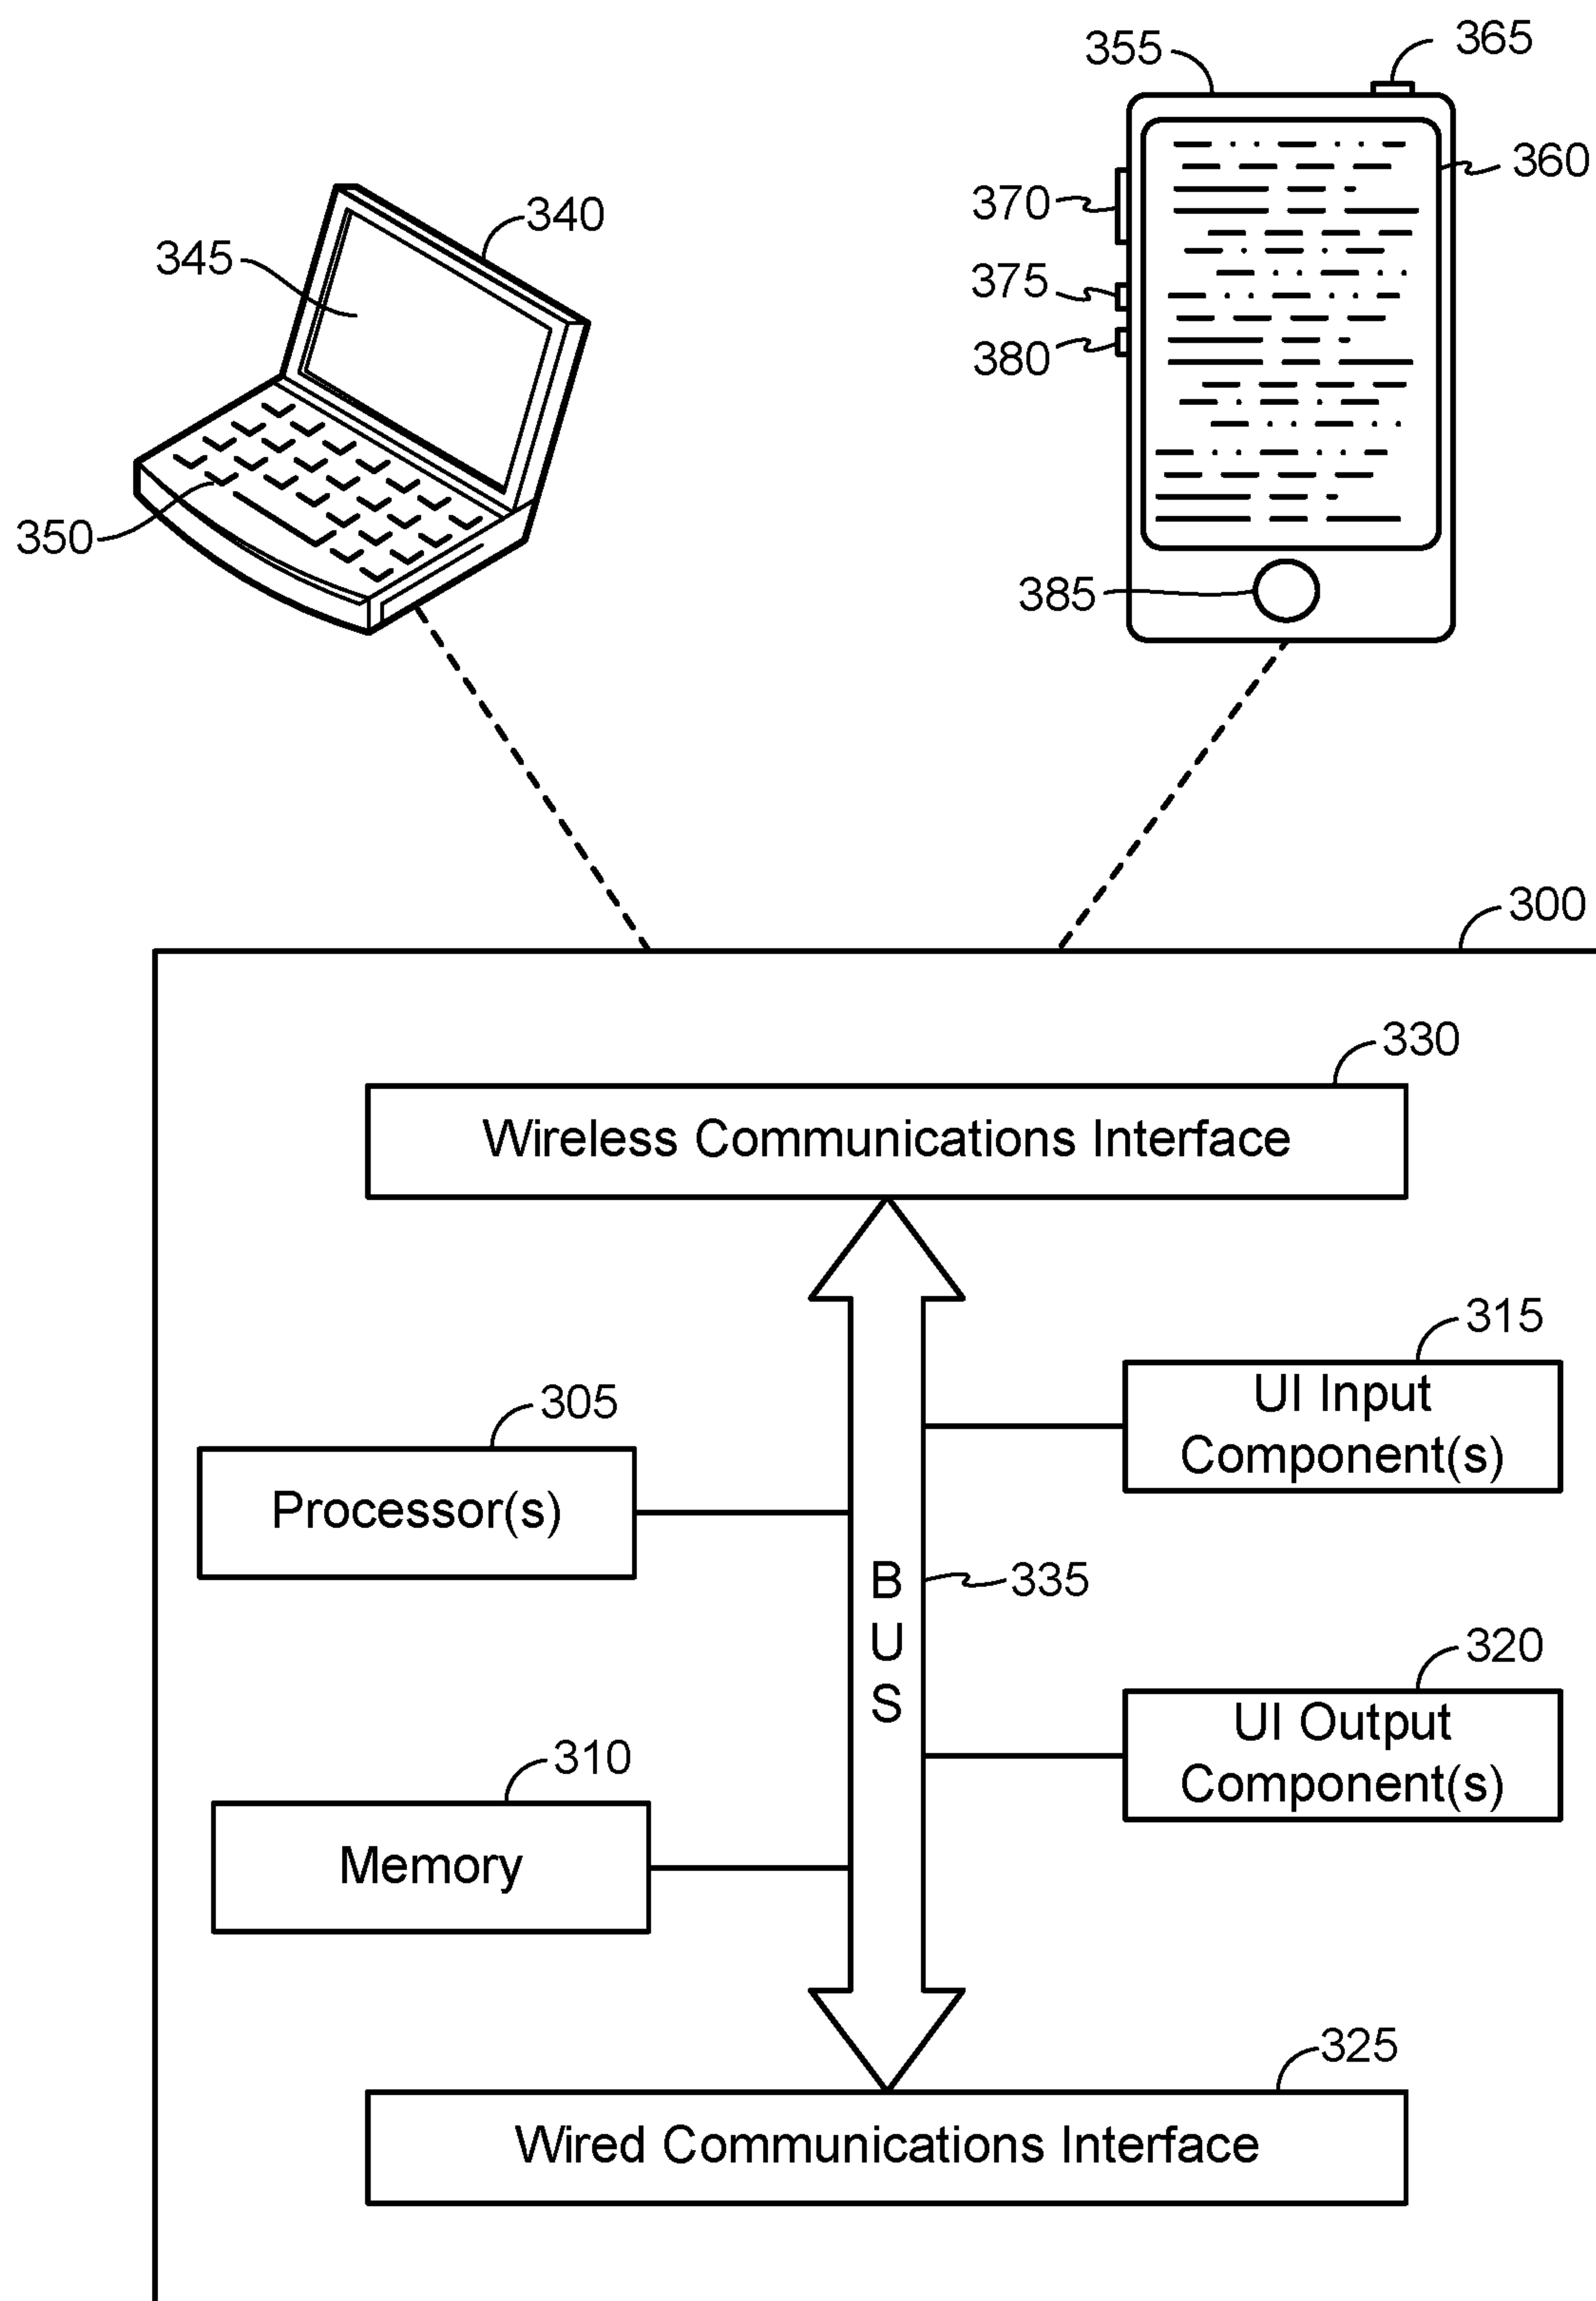 355
365
360
370
340
345
375
380
350
385
300
330
Wireless Communications Interface
315
UI Input
Component(s)
305
Processor(s)
B
U
S
335
320
UI Output
Component(s)
310
Memory
325
Wired Communications Interface